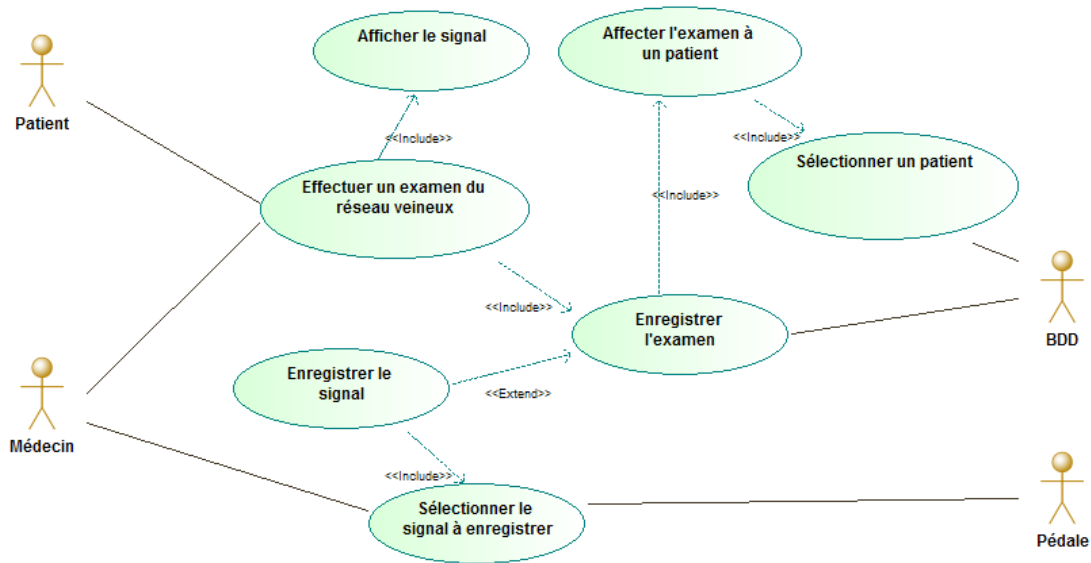 Afficher le signal
Affecter l'examen à
un patient
Patient
<<Include>>
<<Include>>
Sélectionner un patient
Effectuer un examen du
réseau veineux
<<Include>>
<<Include>>
Enregistrer
l'examen
BDD
Enregistrer le
signal
<<Extend>>
Médecin
<<Include>>
Sélectionner le
signal à enregistrer
Pédale